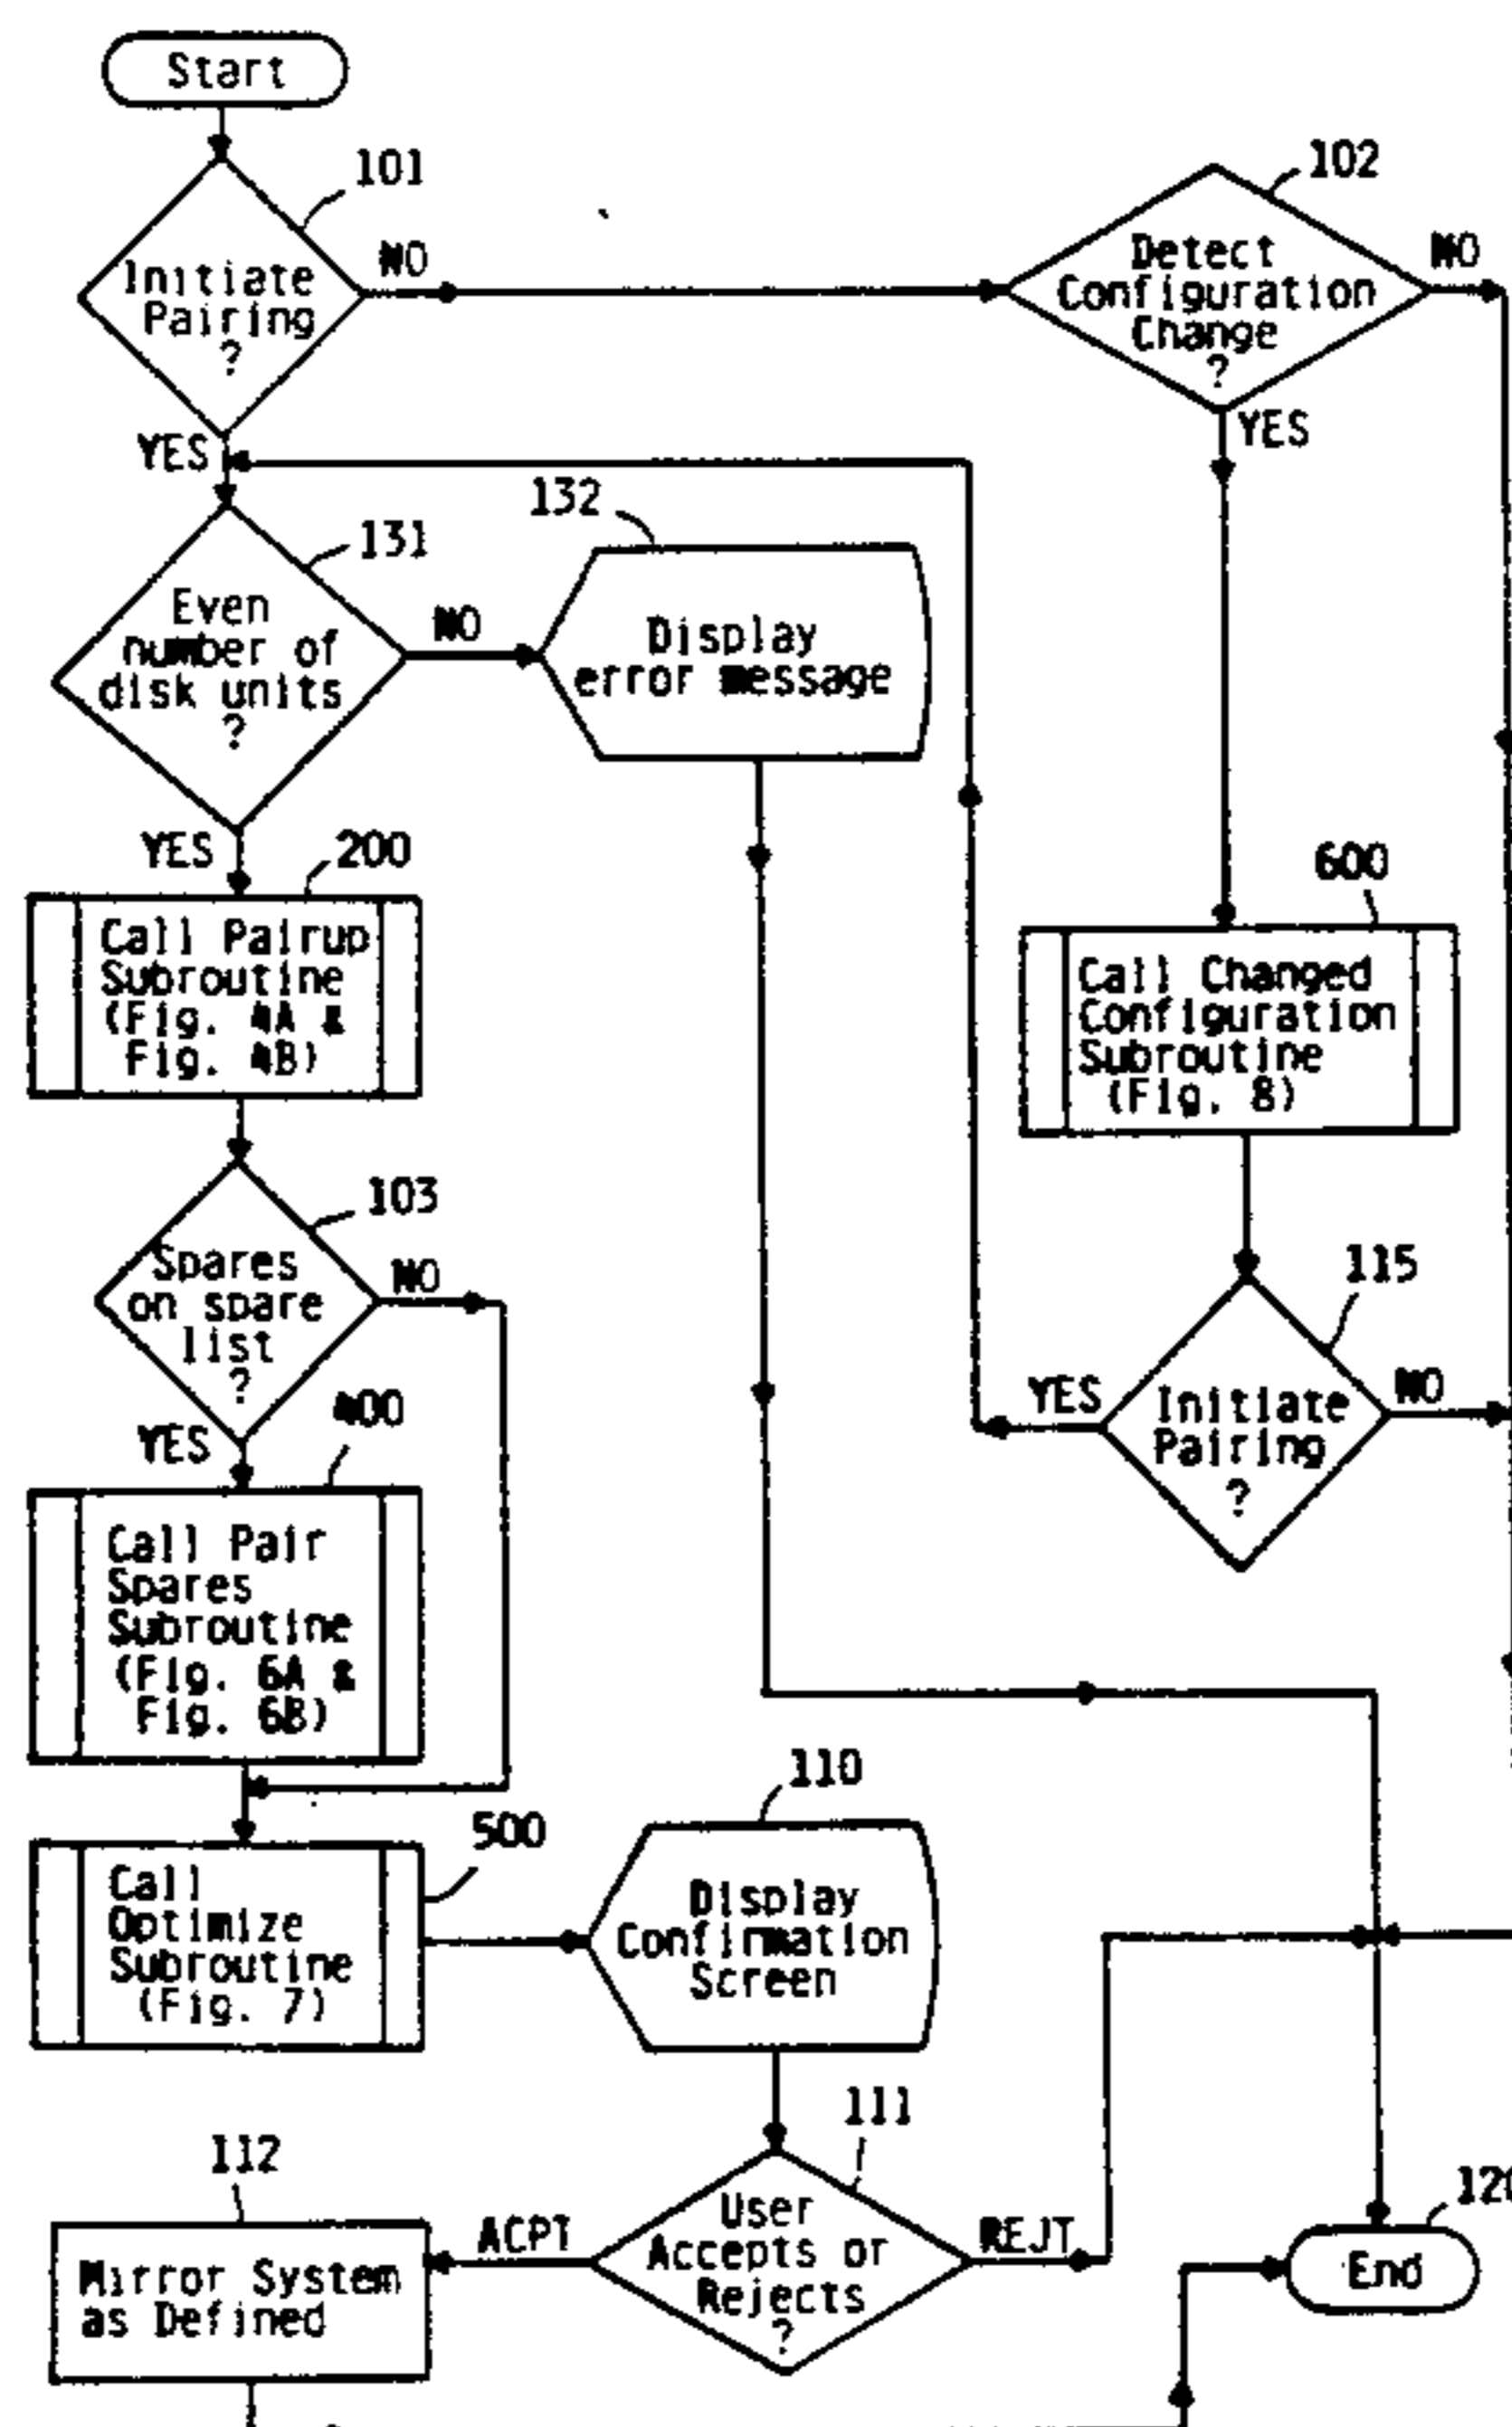 Start
101
Initiate
Pairing
?
NO
YES
102
Detect
Configuration
Change
?
NO
YES
131
Even
number of
disk units
?
NO
YES
132
Display
error message
200
Call Pairup
Subroutine
(Fig. 4A &
Fig. 4B)
600
Call Changed
Configuration
Subroutine
(Fig. 8)
103
Spares
on spare
list
?
NO
YES
115
Initiate
Pairing
?
YES
NO
400
Call Pair
Spares
Subroutine
(Fig. 6A &
Fig. 6B)
500
Call
Optimize
Subroutine
(Fig. 7)
110
Display
Confirmation
Screen
111
User
Accepts or
Rejects
?
ACPT
REJT
112
Mirror System
as Defined
120
End